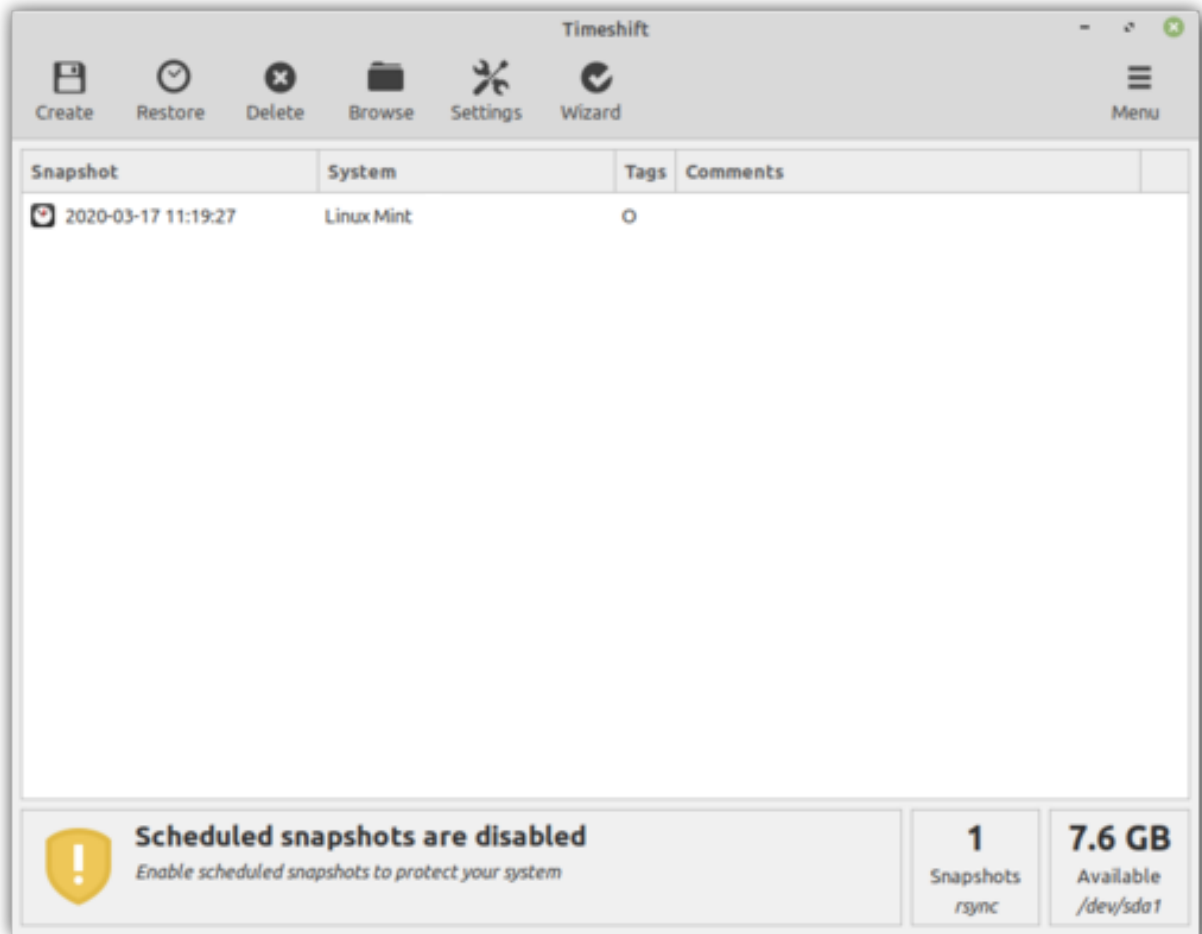 Timeshift
Create Restore Delete Browse Settings Wizard Menu
Snapshot System Tags Comments
2020-03-17 11:19:27 Linux Mint O
Scheduled snapshots are disabled
Enable scheduled snapshots to protect your system
1
Snapshots
rsync
7.6 GB
Available
/dev/sda1